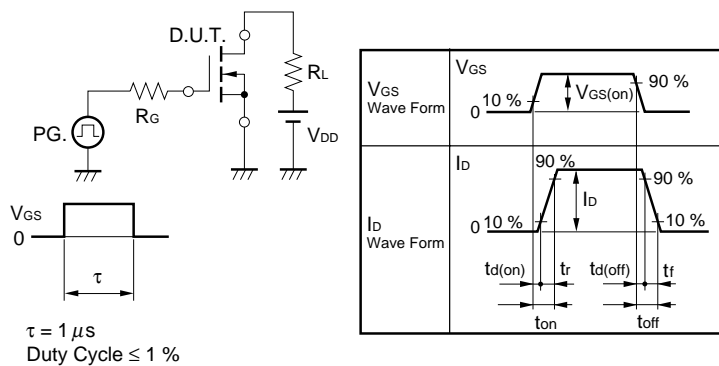 D.U.T.
RL
RG
PG.
VDD
VGS
0
τ
τ = 1 μs
Duty Cycle ≤ 1 %
VGS
Wave Form
VGS
10 %
0
VGS(on)
90 %
ID
Wave Form
ID
90 %
90 %
ID
10 %
0
10 %
td(on)
tr
td(off)
tf
ton
toff